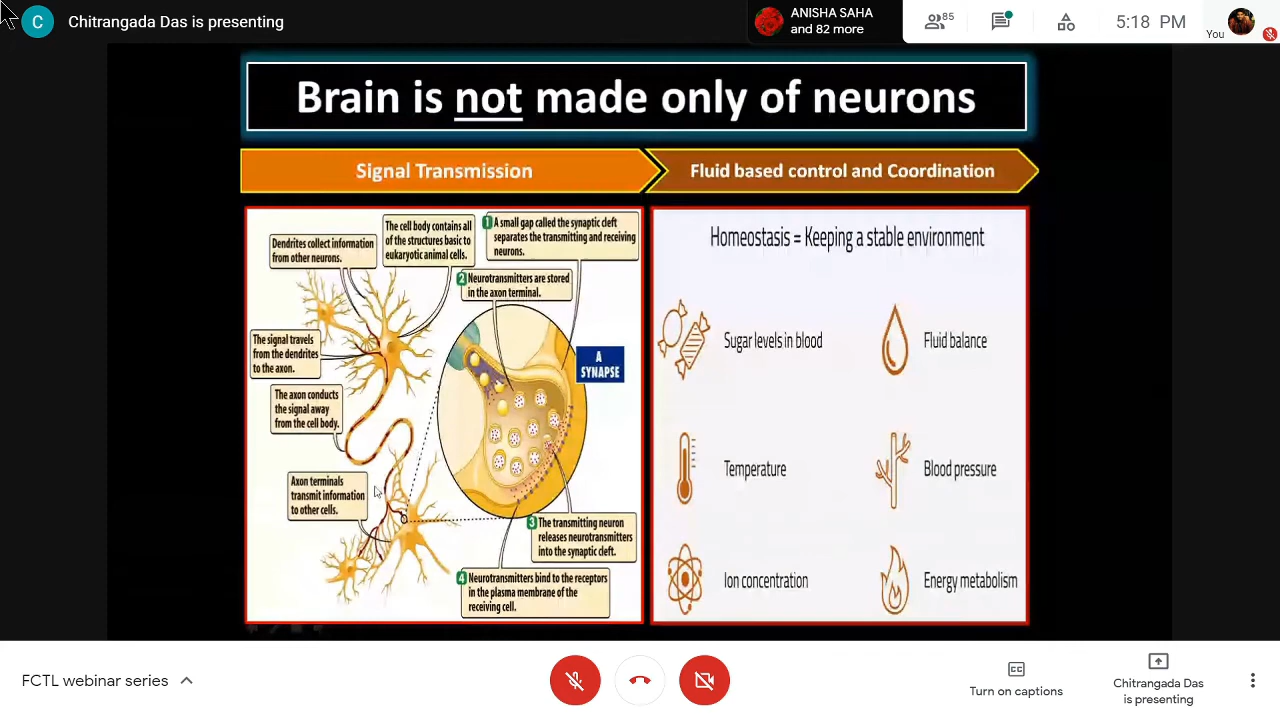 C
Chitrangada Das is presenting
ANISHA SAHA
and 82 more
85
5:18 PM
You
Brain is not made only of neurons
Signal Transmission
Fluid based control and Coordination
Dendrites collect information
from other neurons.
The cell body contains all
of the structures basic to
eukaryotic animal cells.
1 A small gap called the synaptic cleft
separates the transmitting and receiving
neurons.
2 Neurotransmitters are stored
in the axon terminal.
The signal travels
from the dendrites
to the axon.
A
SYNAPSE
The axon conducts
the signal away
from the cell body.
Axon terminals
transmit information
to other cells.
3 The transmitting neuron
releases neurotransmitters
into the synaptic cleft.
4 Neurotransmitters bind to the receptors
in the plasma membrane of the
receiving cell.
Homeostasis = Keeping a stable environment
Sugar levels in blood
Fluid balance
Temperature
Blood pressure
Ion concentration
Energy metabolism
FCTL webinar series
CC
Turn on captions
Chitrangada Das
is presenting